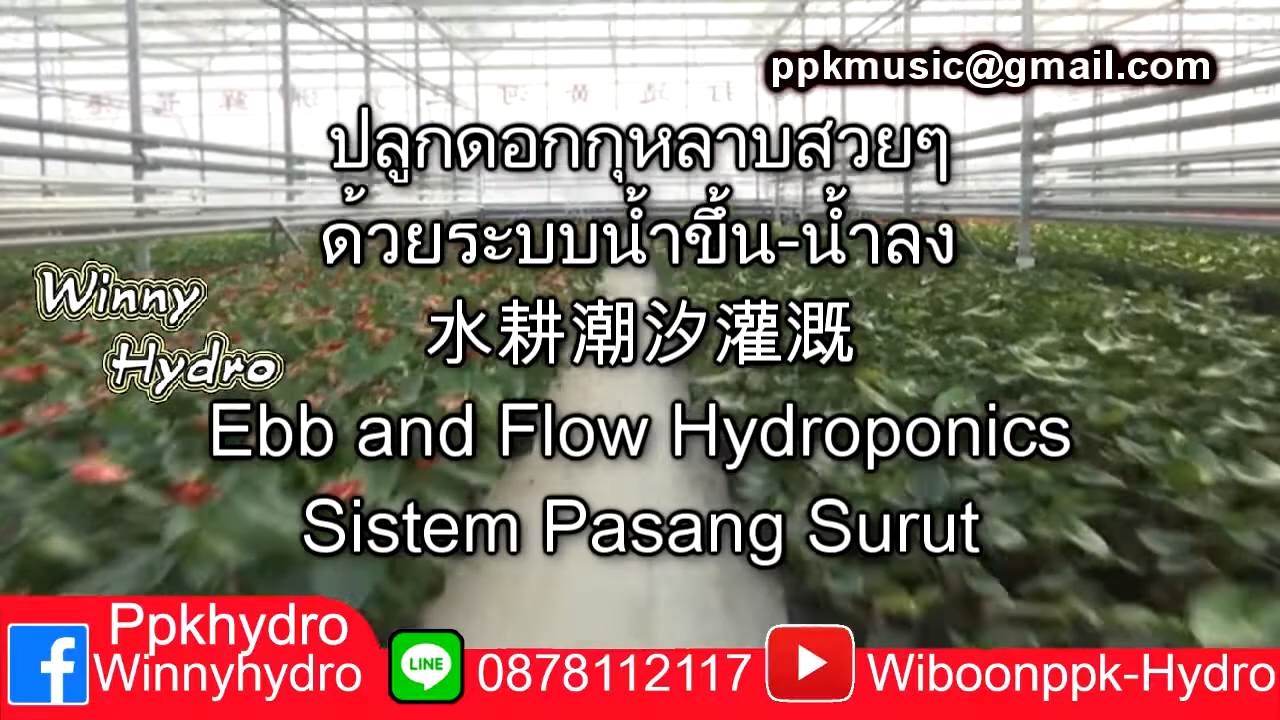 ppkmusic@gmail.com
ปลูกดอกกุหลาบสวยๆ
ด้วยระบบน้ำขึ้น-น้ำลง
水耕潮汐灌溉
Winny
Hydro
Ebb and Flow Hydroponics
Sistem Pasang Surut
Ppkhydro
Winnyhydro
LINE
0878112117
Wiboonppk-Hydro